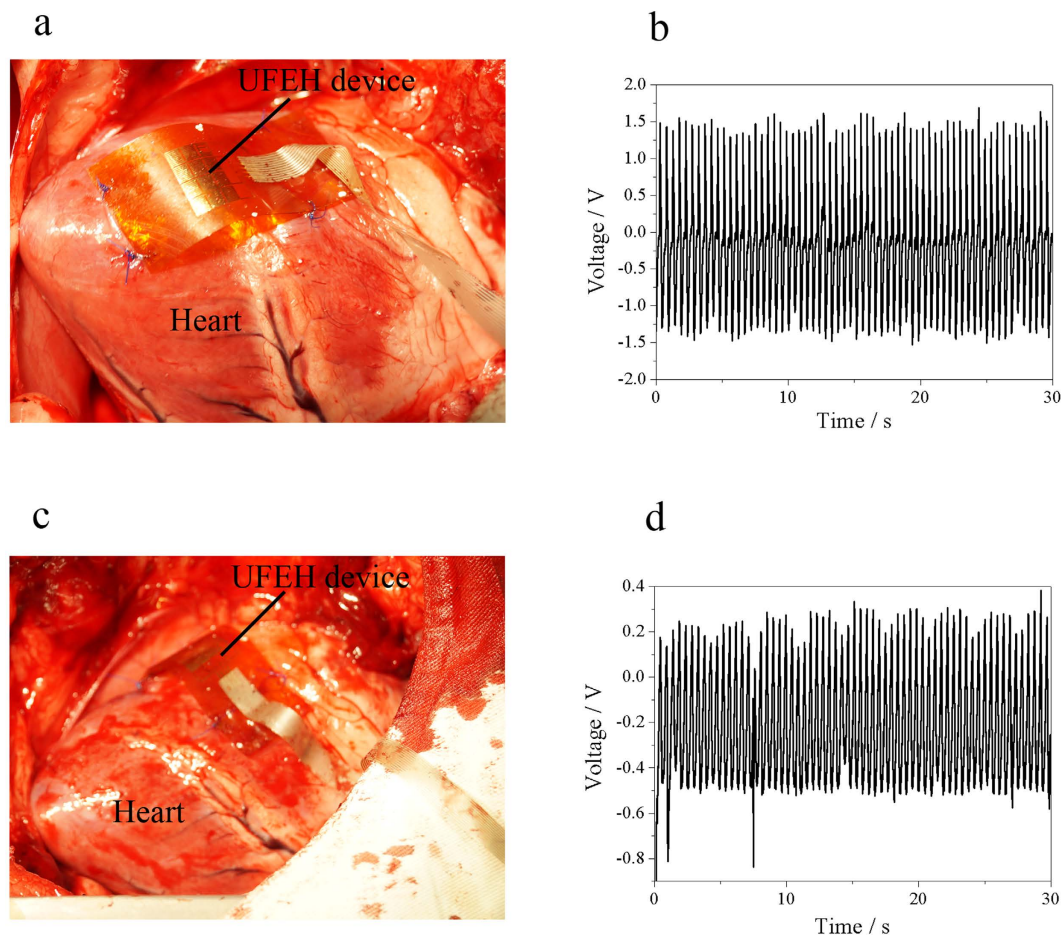 a
UFEH device
Heart
b
2.0
1.5
1.0
0.5
0.0
-0.5
-1.0
-1.5
-2.0
Voltage / V
0 10 20 30
Time / s
c
UFEH device
Heart
d
0.4
0.2
0.0
-0.2
-0.4
-0.6
-0.8
Voltage / V
0 10 20 30
Time / s